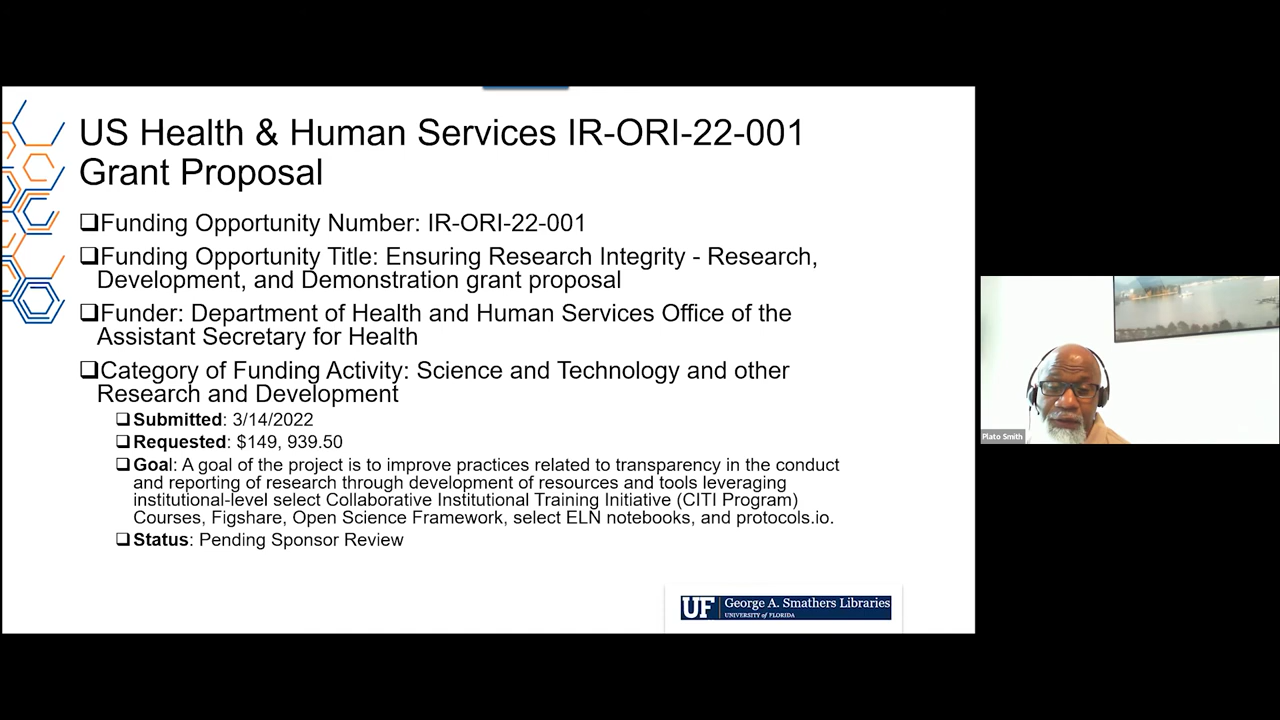 US Health & Human Services IR-ORI-22-001
Grant Proposal
❑Funding Opportunity Number: IR-ORI-22-001
❑Funding Opportunity Title: Ensuring Research Integrity - Research,
Development, and Demonstration grant proposal
❑Funder: Department of Health and Human Services Office of the
Assistant Secretary for Health
❑Category of Funding Activity: Science and Technology and other
Research and Development
❑Submitted: 3/14/2022
❑Requested: $149, 939.50
❑Goal: A goal of the project is to improve practices related to transparency in the conduct
and reporting of research through development of resources and tools leveraging
institutional-level select Collaborative Institutional Training Initiative (CITI Program)
Courses, Figshare, Open Science Framework, select ELN notebooks, and protocols.io.
❑Status: Pending Sponsor Review
UF George A. Smathers Libraries
UNIVERSITY of FLORIDA
Plato Smith